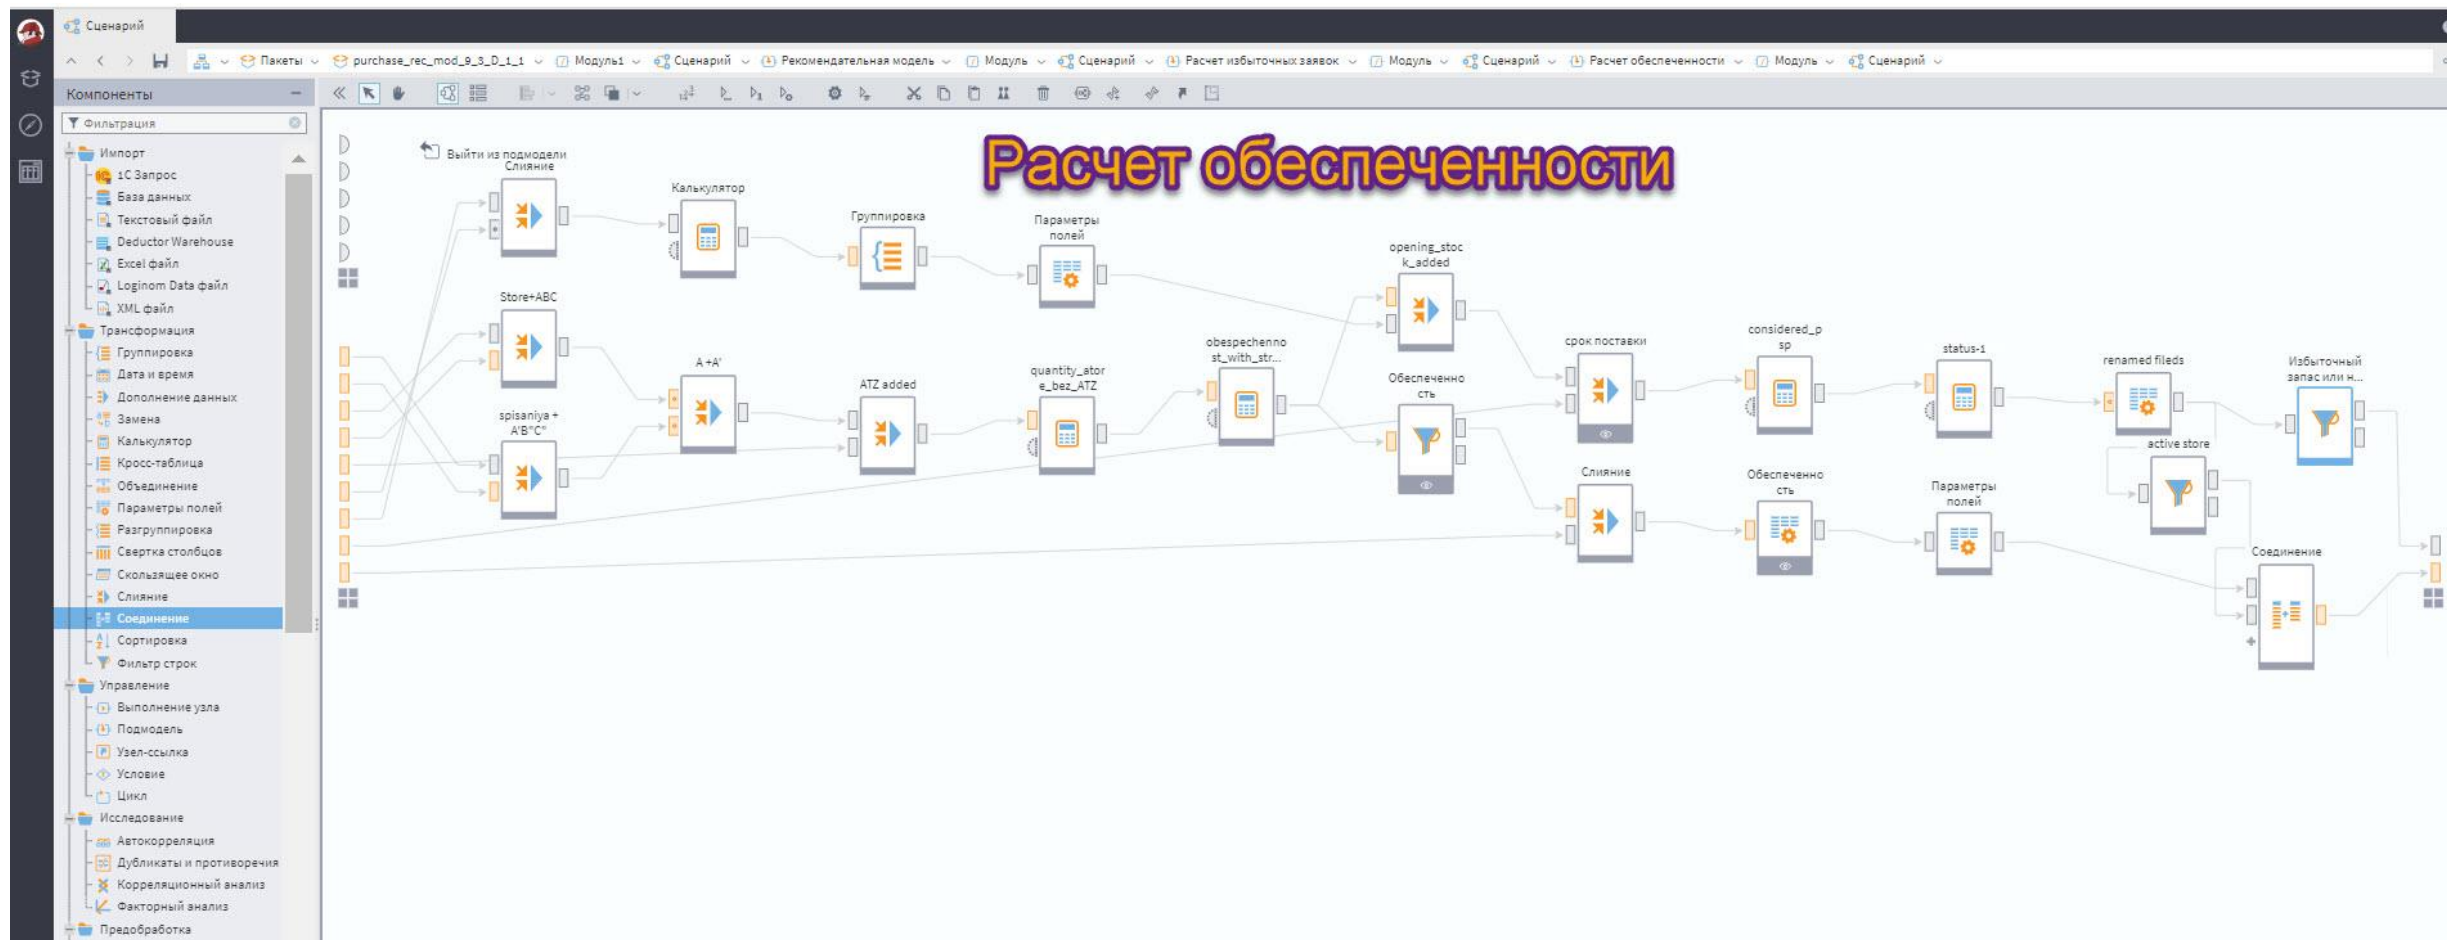 Сценарий
Пакеты
purchase_rec_mod_9_3_D_1_1
Модуль1
Сценарий
Рекомендательная модель
Модуль
Сценарий
Расчет избыточных заявок
Модуль
Сценарий
Расчет обеспеченности
Модуль
Сценарий
Компоненты
Фильтрация
Импорт
1С Запрос
База данных
Текстовый файл
Deductor Warehouse
Excel файл
Loginom Data файл
XML файл
Трансформация
Группировка
Дата и время
Дополнение данных
Замена
Калькулятор
Кросс-таблица
Объединение
Параметры полей
Разгруппировка
Свертка столбцов
Скользящее окно
Слияние
Соединение
Сортировка
Фильтр строк
Управление
Выполнение узла
Подмодель
Узел-ссылка
Условие
Цикл
Исследование
Автокорреляция
Дубликаты и противоречия
Корреляционный анализ
Факторный анализ
Предобработка
Расчет обеспеченности
Выйти из подмодели
Слияние
Калькулятор
Группировка
Параметры
полей
opening_stoc
k_added
Store+ABC
A +A'
spisaniya +
A'B"C"
ATZ added
quantity_ator
e_bez_ATZ
obespechenno
st_with_str...
Обеспеченно
сть
срок поставки
considered_p
sp
status-1
renamed fileds
Избыточный
запас или н...
active store
Слияние
Обеспеченно
сть
Параметры
полей
Соединение